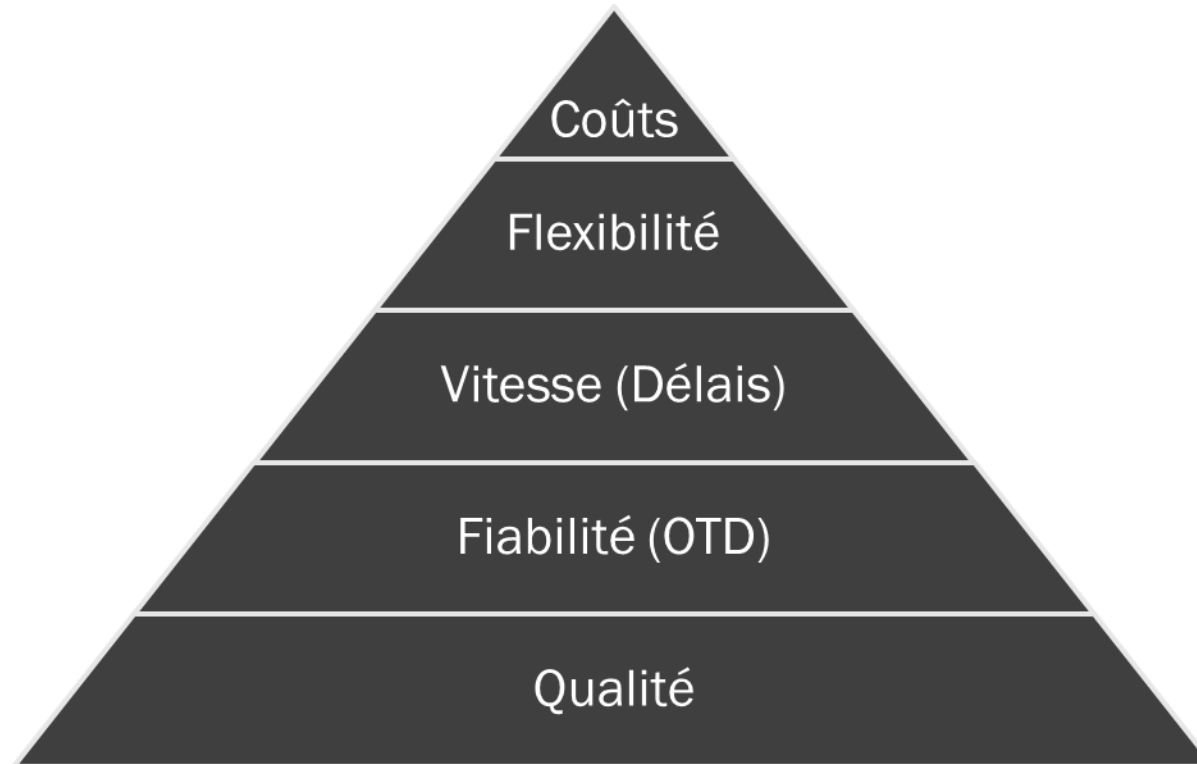 Coûts
Flexibilité
Vitesse (Délais)
Fiabilité (OTD)
Qualité